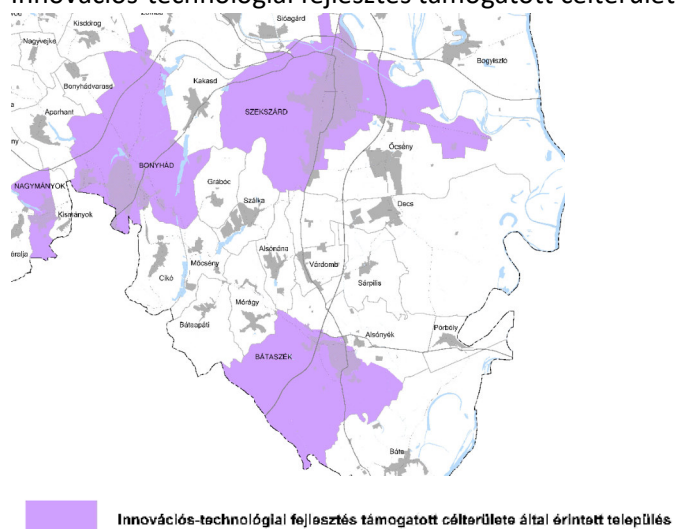 Innovációs-technológiai fejlesztés támogatott célterület
Kisdorog
Sióagárd
Nagyvejke
Bogyiszló
Bonyhádvarasd
Kakasd
Aparhant
SZEKSZÁRD
Őcsény
BONYHÁD
NAGYMÁNYOK
Grábóc
Szálka
Decs
Kismányok
Alsónána
Váralja
Mőcsény
Várdomb
Cikó
Sárpilis
Mórágy
Bátaapáti
Alsónyék
Pörböly
BÁTASZÉK
Báta
Innovációs-technológiai fejlesztés támogatott célterülete által érintett település